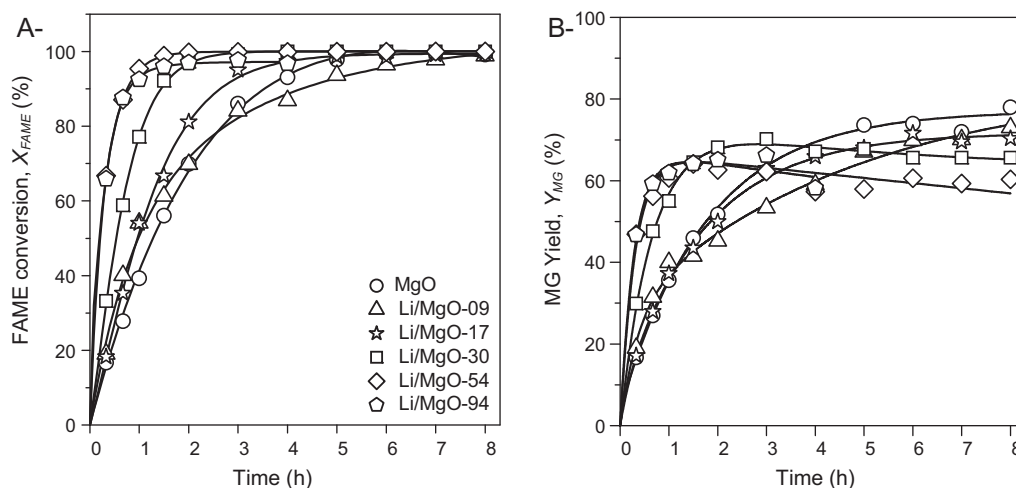 A-
FAME conversion, X_FAME (%)
100
80
60
40
20
0
0 1 2 3 4 5 6 7 8
Time (h)
MgO
Li/MgO-09
Li/MgO-17
Li/MgO-30
Li/MgO-54
Li/MgO-94
B-
MG Yield, Y_MG (%)
100
80
60
40
20
0
0 1 2 3 4 5 6 7 8
Time (h)